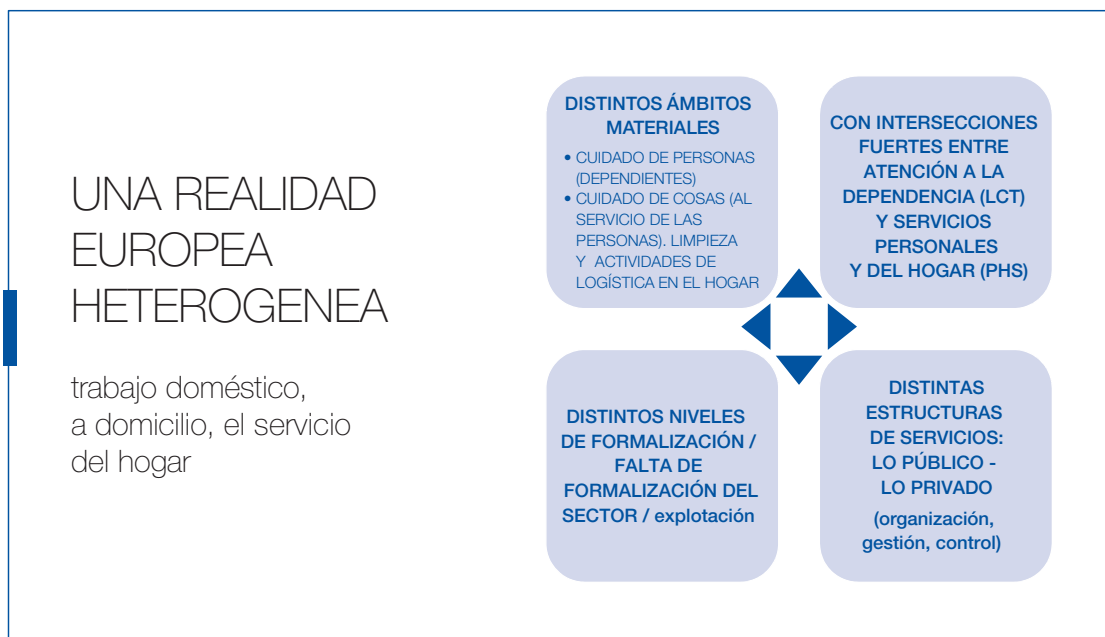 UNA REALIDAD
EUROPEA
HETEROGENEA
trabajo doméstico,
a domicilio, el servicio
del hogar
DISTINTOS ÁMBITOS
MATERIALES
• CUIDADO DE PERSONAS
(DEPENDIENTES)
• CUIDADO DE COSAS (AL
SERVICIO DE LAS
PERSONAS). LIMPIEZA
Y ACTIVIDADES DE
LOGÍSTICA EN EL HOGAR
CON INTERSECCIONES
FUERTES ENTRE
ATENCIÓN A LA
DEPENDENCIA (LCT)
Y SERVICIOS
PERSONALES
Y DEL HOGAR (PHS)
DISTINTOS NIVELES
DE FORMALIZACIÓN /
FALTA DE
FORMALIZACIÓN DEL
SECTOR / explotación
DISTINTAS
ESTRUCTURAS
DE SERVICIOS:
LO PÚBLICO -
LO PRIVADO
(organización,
gestión, control)